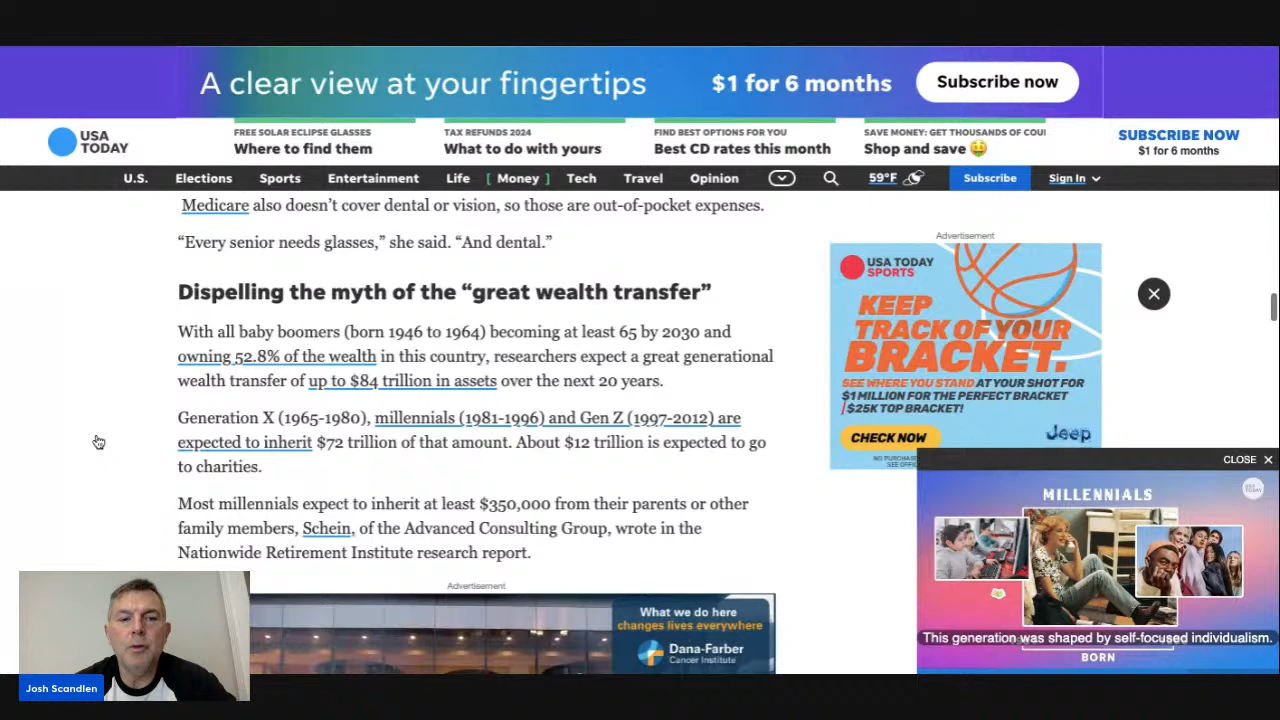 A clear view at your fingertips
$1 for 6 months
Subscribe now
USA
TODAY
FREE SOLAR ECLIPSE GLASSES
Where to find them
TAX REFUNDS 2024
What to do with yours
FIND BEST OPTIONS FOR YOU
Best CD rates this month
SAVE MONEY: GET THOUSANDS OF COU
Shop and save
SUBSCRIBE NOW
$1 for 6 months
U.S. Elections Sports Entertainment Life [ Money ] Tech Travel Opinion 59°F Subscribe Sign In
Medicare also doesn’t cover dental or vision, so those are out-of-pocket expenses.
“Every senior needs glasses,” she said. “And dental.”
Dispelling the myth of the “great wealth transfer”
With all baby boomers (born 1946 to 1964) becoming at least 65 by 2030 and
owning 52.8% of the wealth in this country, researchers expect a great generational
wealth transfer of up to $84 trillion in assets over the next 20 years.
Generation X (1965-1980), millennials (1981-1996) and Gen Z (1997-2012) are
expected to inherit $72 trillion of that amount. About $12 trillion is expected to go
to charities.
Most millennials expect to inherit at least $350,000 from their parents or other
family members, Schein, of the Advanced Consulting Group, wrote in the
Nationwide Retirement Institute research report.
Advertisement
What we do here
changes lives everywhere
Dana-Farber
Cancer Institute
Advertisement
USA TODAY
SPORTS
KEEP
TRACK OF YOUR
BRACKET.
SEE WHERE YOU STAND AT YOUR SHOT FOR
$1 MILLION FOR THE PERFECT BRACKET
/ $25K TOP BRACKET!
CHECK NOW
Jeep
NO PURCHASE
SEE OFFIC
CLOSE X
MILLENNIALS
This generation was shaped by self-focused individualism.
BORN
Josh Scandlen